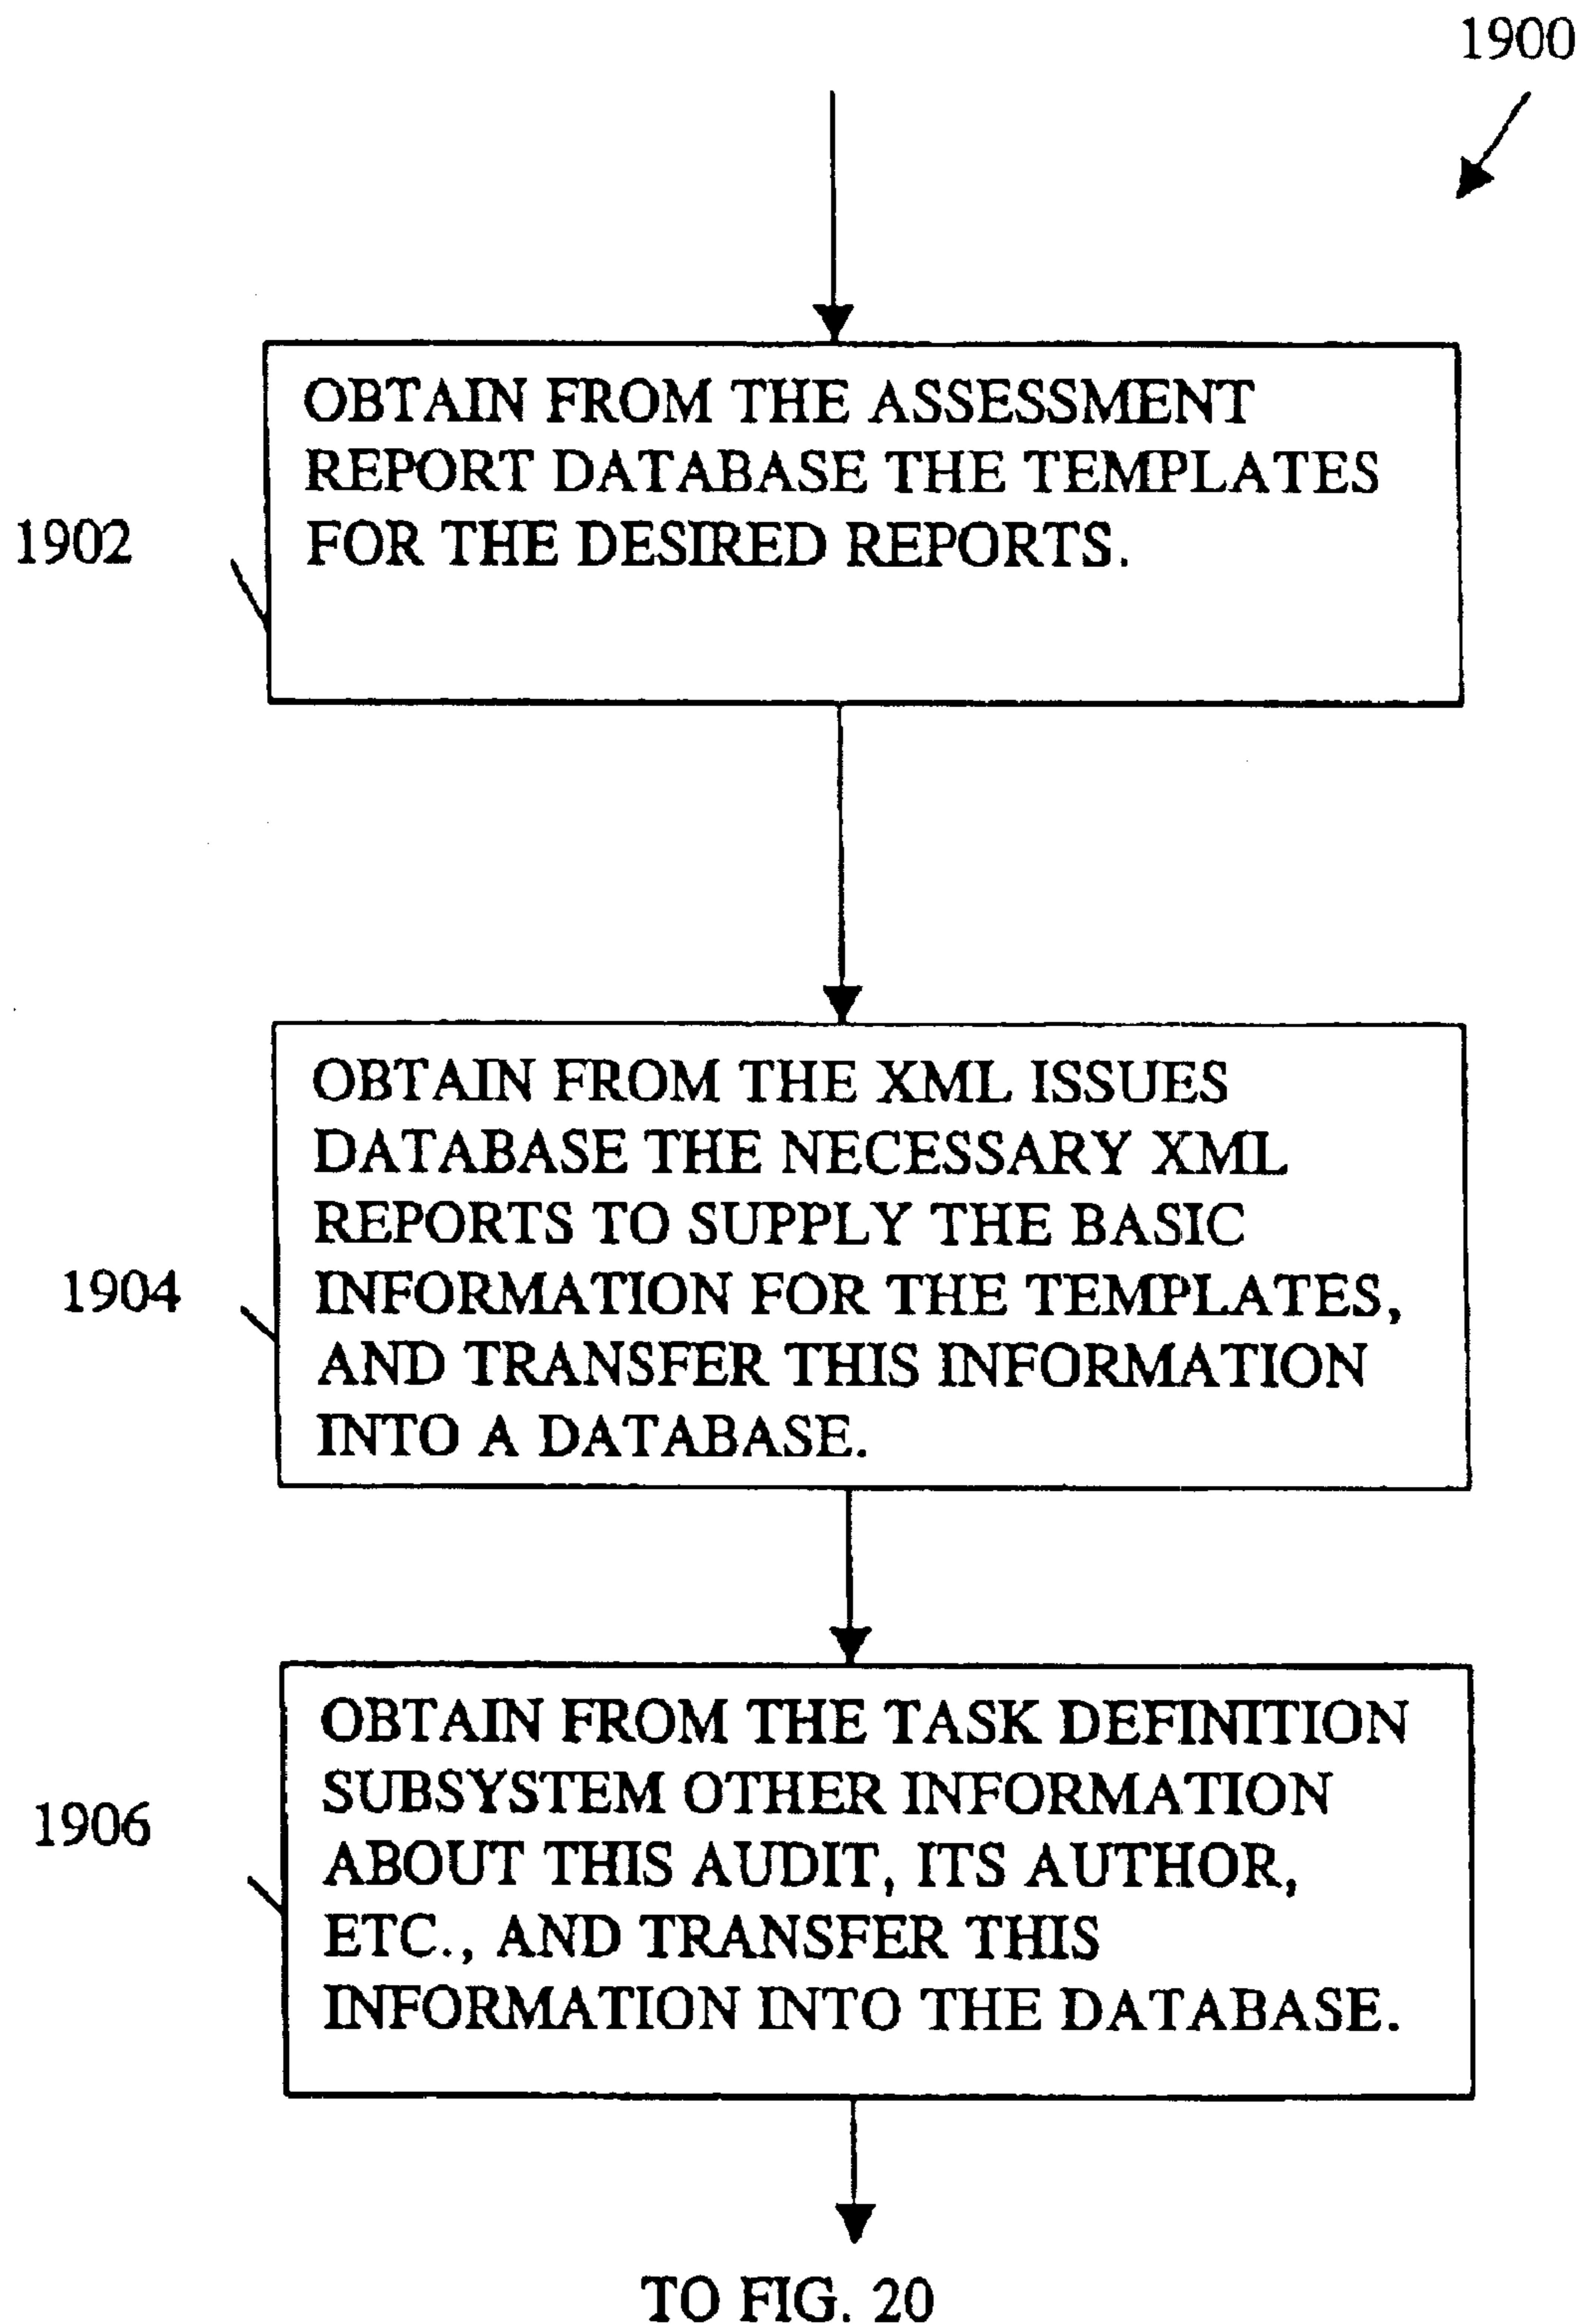 1900
OBTAIN FROM THE ASSESSMENT
REPORT DATABASE THE TEMPLATES
FOR THE DESIRED REPORTS.
1902
OBTAIN FROM THE XML ISSUES
DATABASE THE NECESSARY XML
REPORTS TO SUPPLY THE BASIC
INFORMATION FOR THE TEMPLATES,
AND TRANSFER THIS INFORMATION
INTO A DATABASE.
1904
OBTAIN FROM THE TASK DEFINITION
SUBSYSTEM OTHER INFORMATION
ABOUT THIS AUDIT, ITS AUTHOR,
ETC., AND TRANSFER THIS
INFORMATION INTO THE DATABASE.
1906
TO FIG. 20